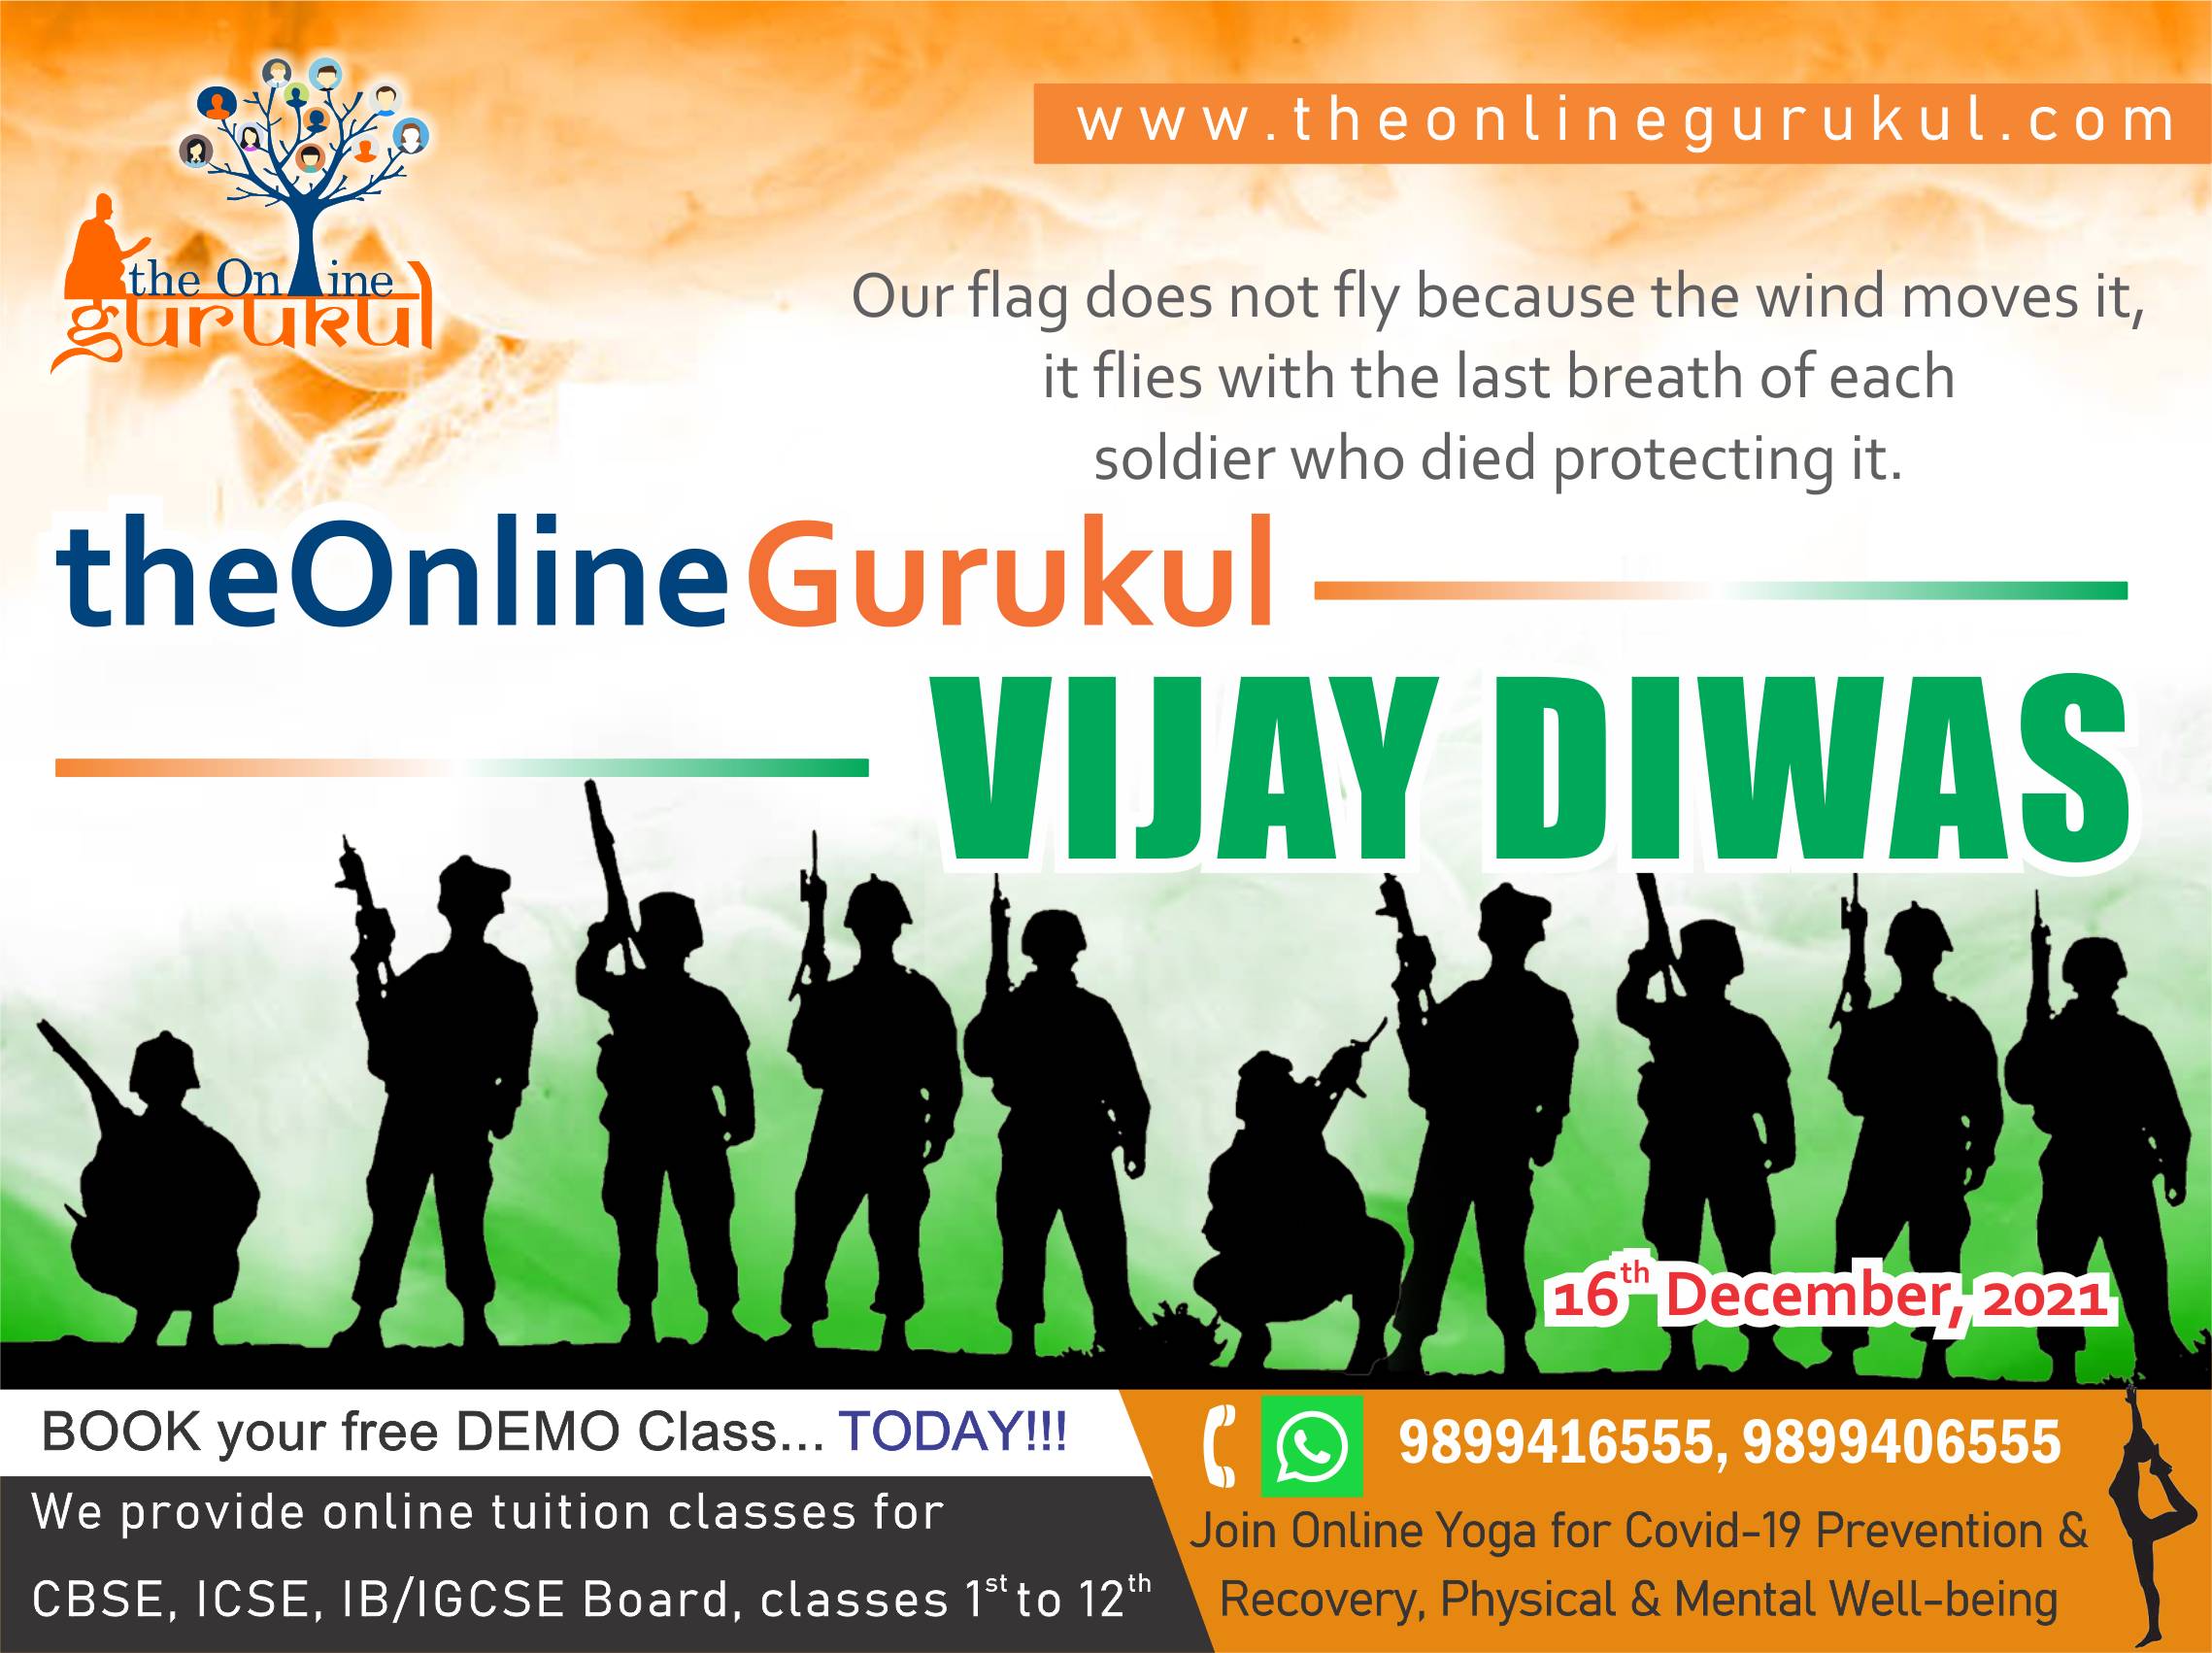 www.theonlinegurukul.com
the Online
gurukul
Our flag does not fly because the wind moves it,
it flies with the last breath of each
soldier who died protecting it.
theOnlineGurukul
VIJAY DIWAS
16th December, 2021
BOOK your free DEMO Class... TODAY!!!
We provide online tuition classes for
CBSE, ICSE, IB/IGCSE Board, classes 1st to 12th
9899416555, 9899406555
Join Online Yoga for Covid-19 Prevention &
Recovery, Physical & Mental Well-being